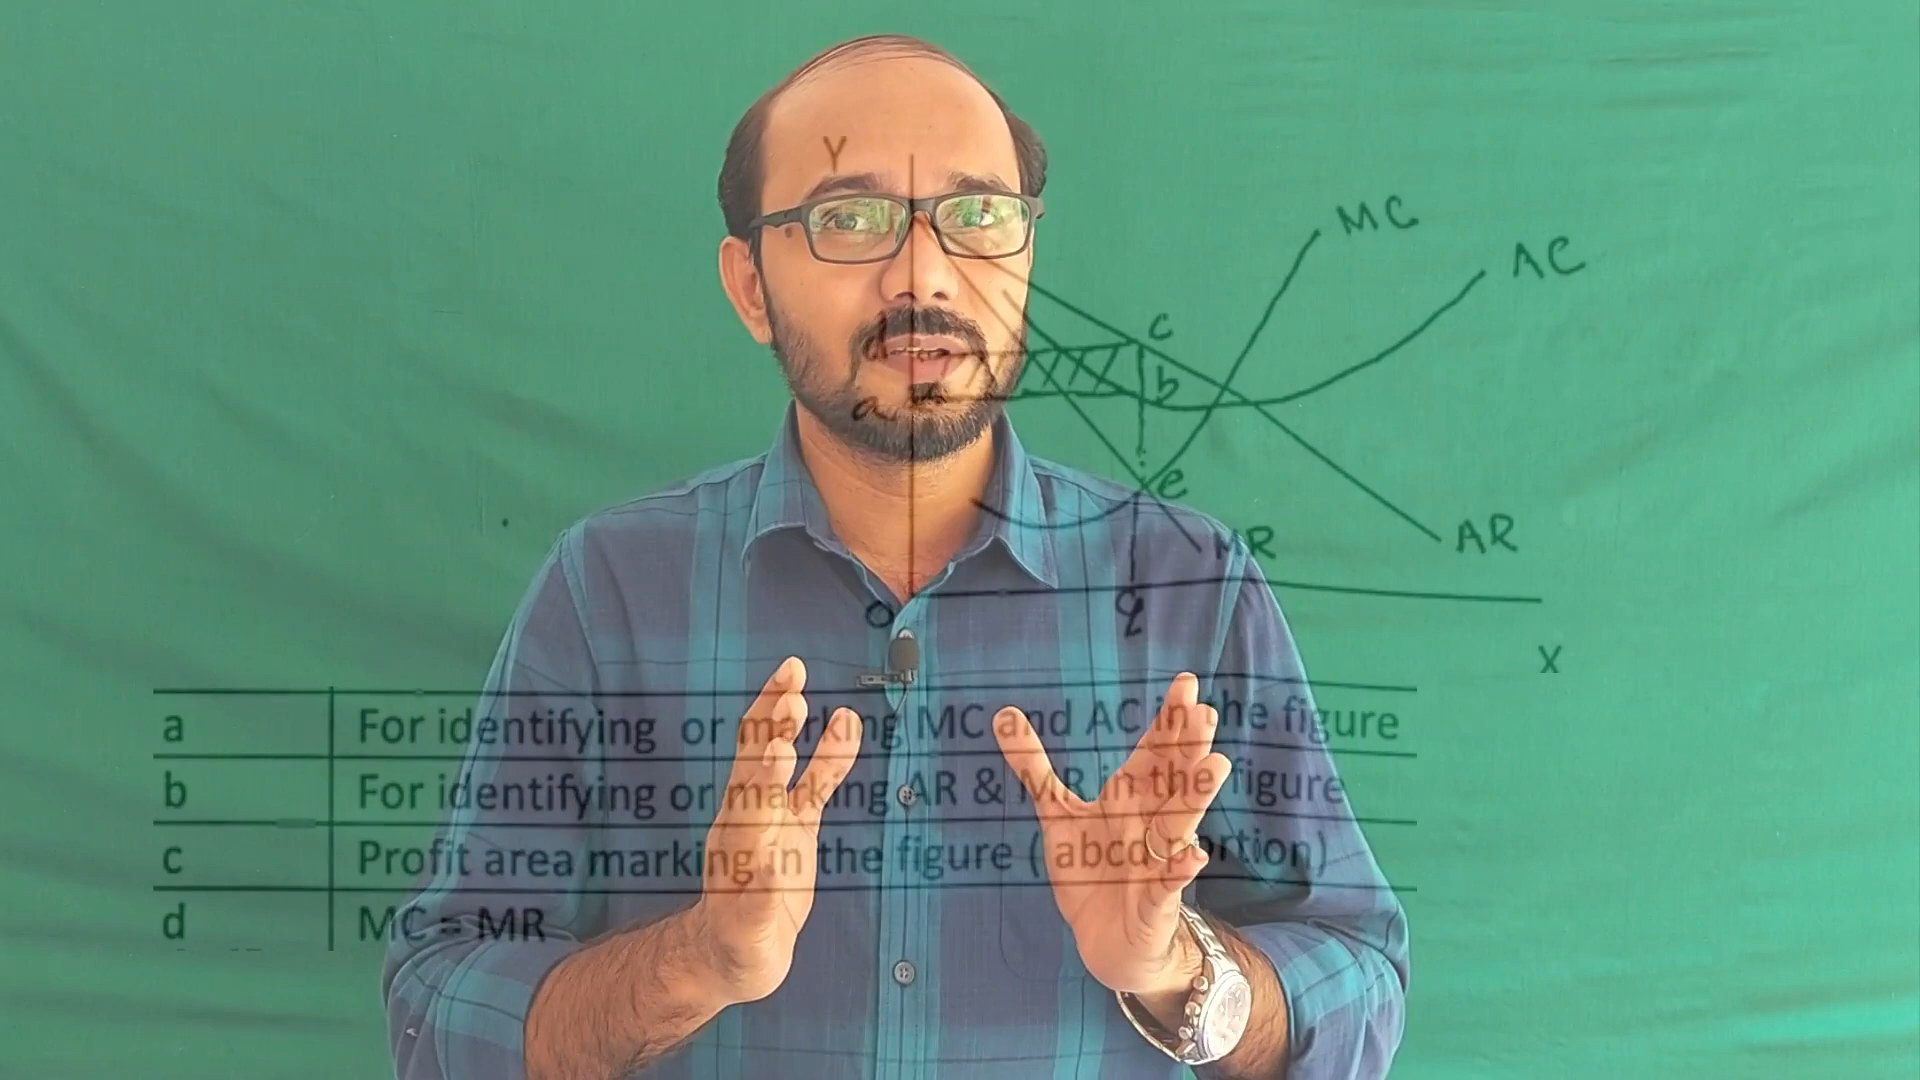 Y
MC
AC
c
d
b
a
e
MR
AR
O
q
X
a For identifying or marking MC and AC in the figure
b For identifying or marking AR & MR in the figure
c Profit area marking in the figure ( abcd portion)
d MC = MR